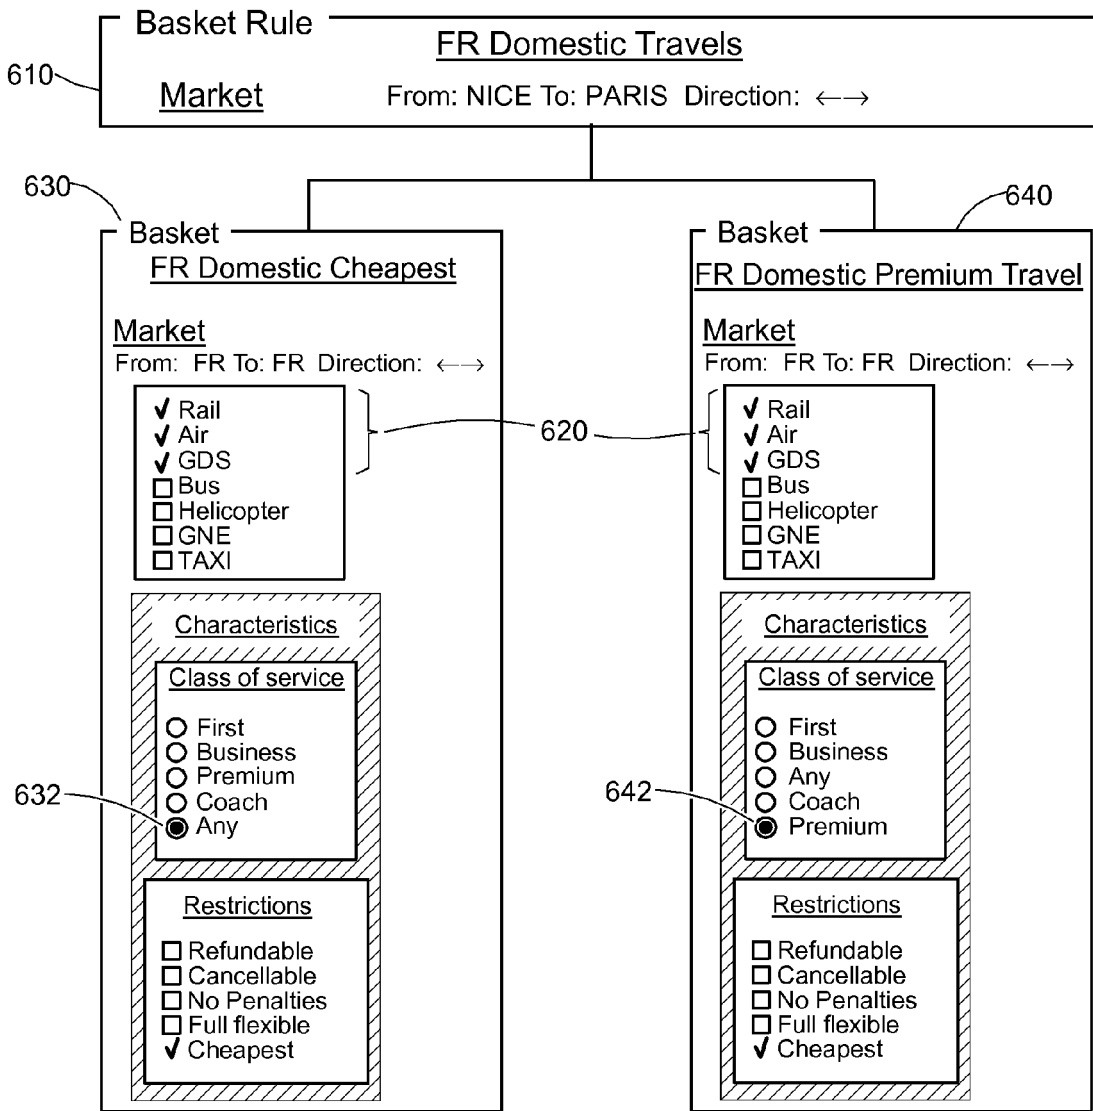 Basket Rule
FR Domestic Travels
610
Market From: NICE To: PARIS Direction: ←→
630
640
Basket
FR Domestic Cheapest
Market
From: FR To: FR Direction: ←→
✓ Rail
✓ Air
✓ GDS
Bus
Helicopter
GNE
TAXI
620
Characteristics
Class of service
First
Business
Premium
Coach
632
Any
Restrictions
Refundable
Cancellable
No Penalties
Full flexible
✓ Cheapest
Basket
FR Domestic Premium Travel
Market
From: FR To: FR Direction: ←→
✓ Rail
✓ Air
✓ GDS
Bus
Helicopter
GNE
TAXI
Characteristics
Class of service
First
Business
Any
Coach
642
Premium
Restrictions
Refundable
Cancellable
No Penalties
Full flexible
✓ Cheapest